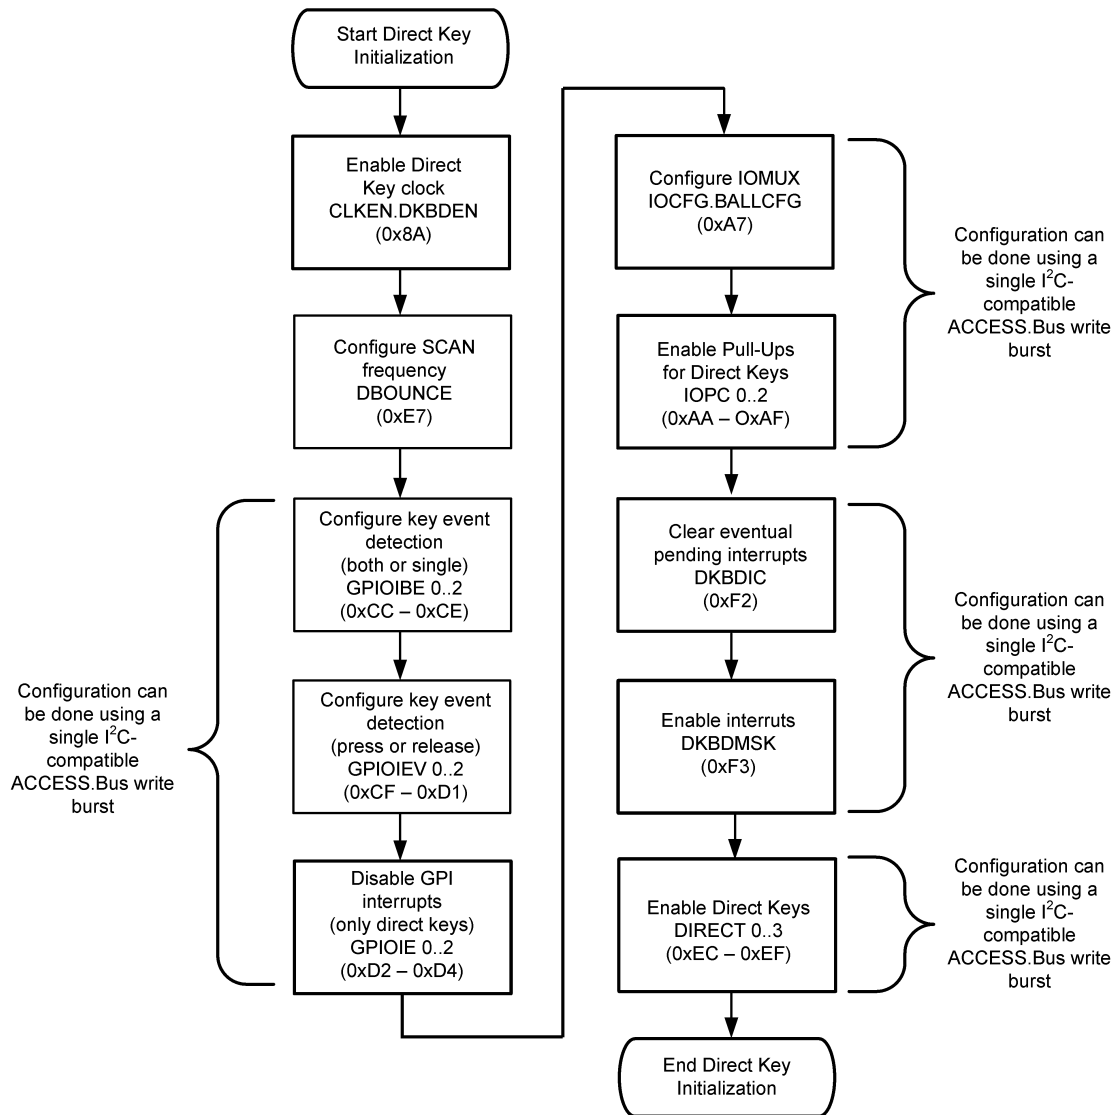 Start Direct Key
Initialization
Enable Direct
Key clock
CLKEN.DKBDEN
(0x8A)
Configure SCAN
frequency
DBOUNCE
(0xE7)
Configure key event
detection
(both or single)
GPIOIBE 0..2
(0xCC – 0xCE)
Configure key event
detection
(press or release)
GPIOIEV 0..2
(0xCF – 0xD1)
Disable GPI
interrupts
(only direct keys)
GPIOIE 0..2
(0xD2 – 0xD4)
Configuration can
be done using a
single I²C-
compatible
ACCESS.Bus write
burst
Configure IOMUX
IOCFG.BALLCFG
(0xA7)
Enable Pull-Ups
for Direct Keys
IOPC 0..2
(0xAA – OxAF)
Configuration can
be done using a
single I²C-
compatible
ACCESS.Bus write
burst
Clear eventual
pending interrupts
DKBDIC
(0xF2)
Enable interruts
DKBDMSK
(0xF3)
Configuration can
be done using a
single I²C-
compatible
ACCESS.Bus write
burst
Enable Direct Keys
DIRECT 0..3
(0xEC – 0xEF)
Configuration can
be done using a
single I²C-
compatible
ACCESS.Bus write
burst
End Direct Key
Initialization